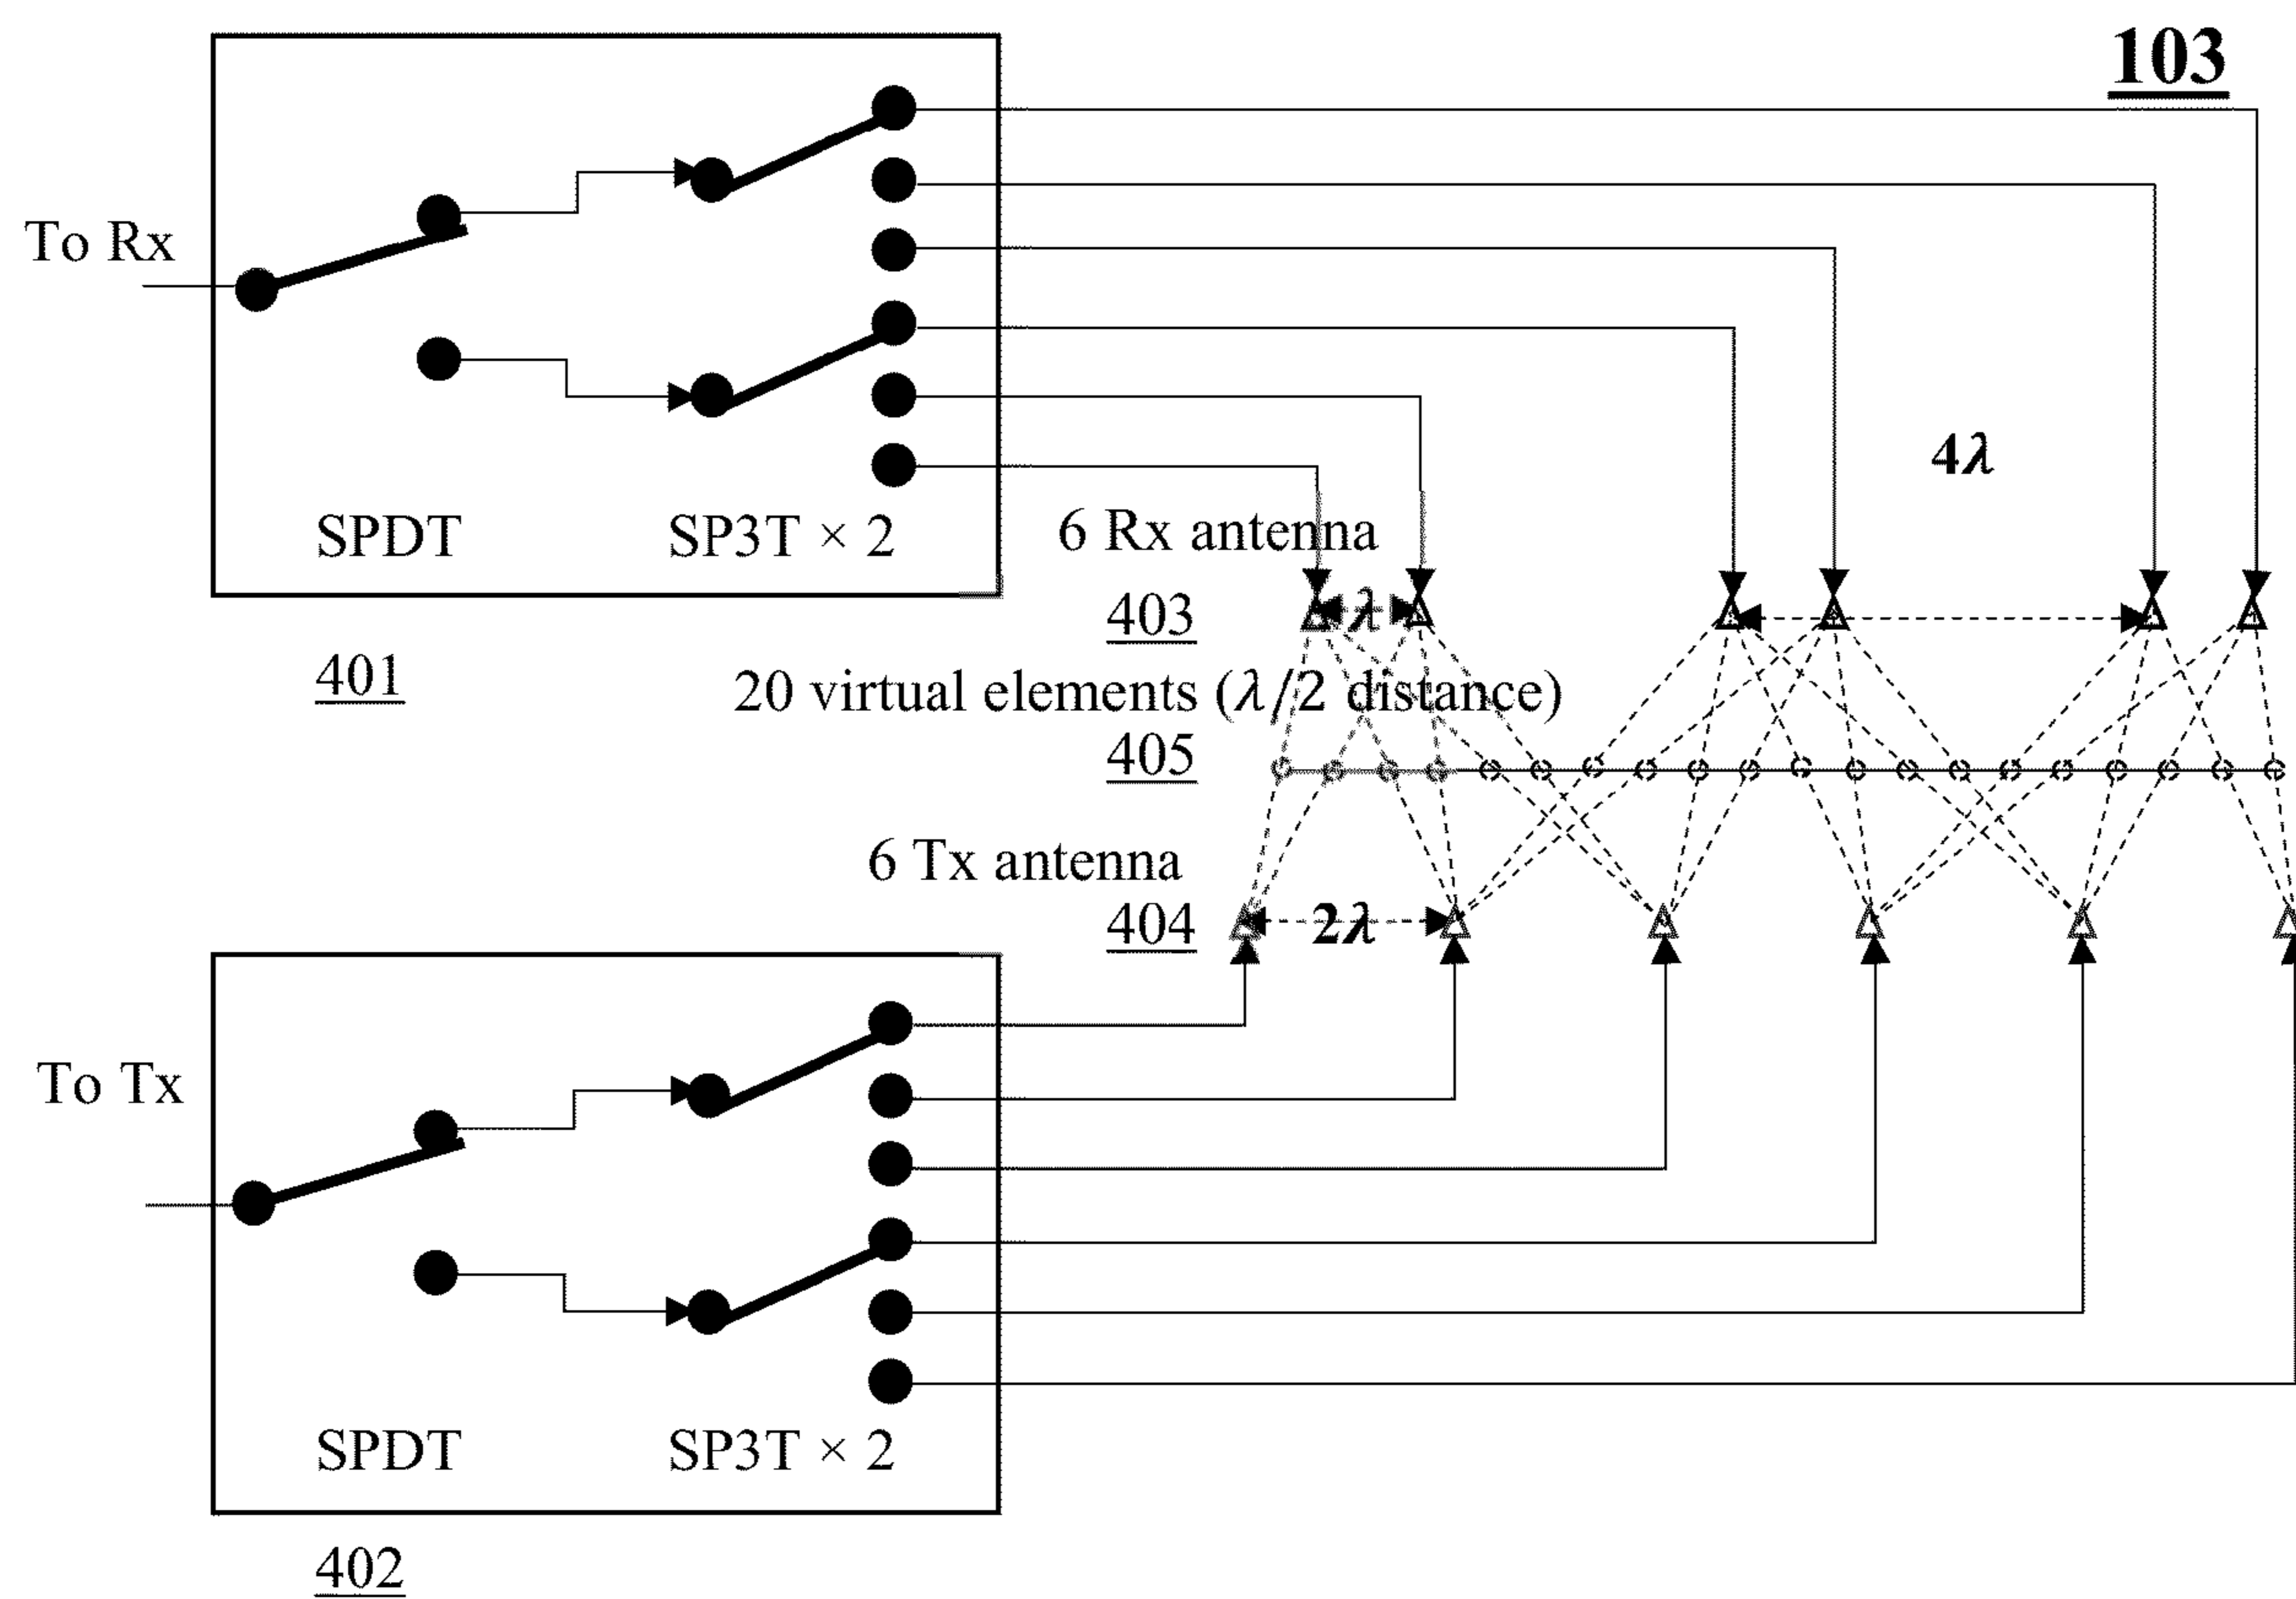 103
To Rx
4λ
SPDT SP3T × 2
6 Rx antenna
403
λ
401
20 virtual elements (λ/2 distance)
405
6 Tx antenna
404
2λ
To Tx
SPDT SP3T × 2
402